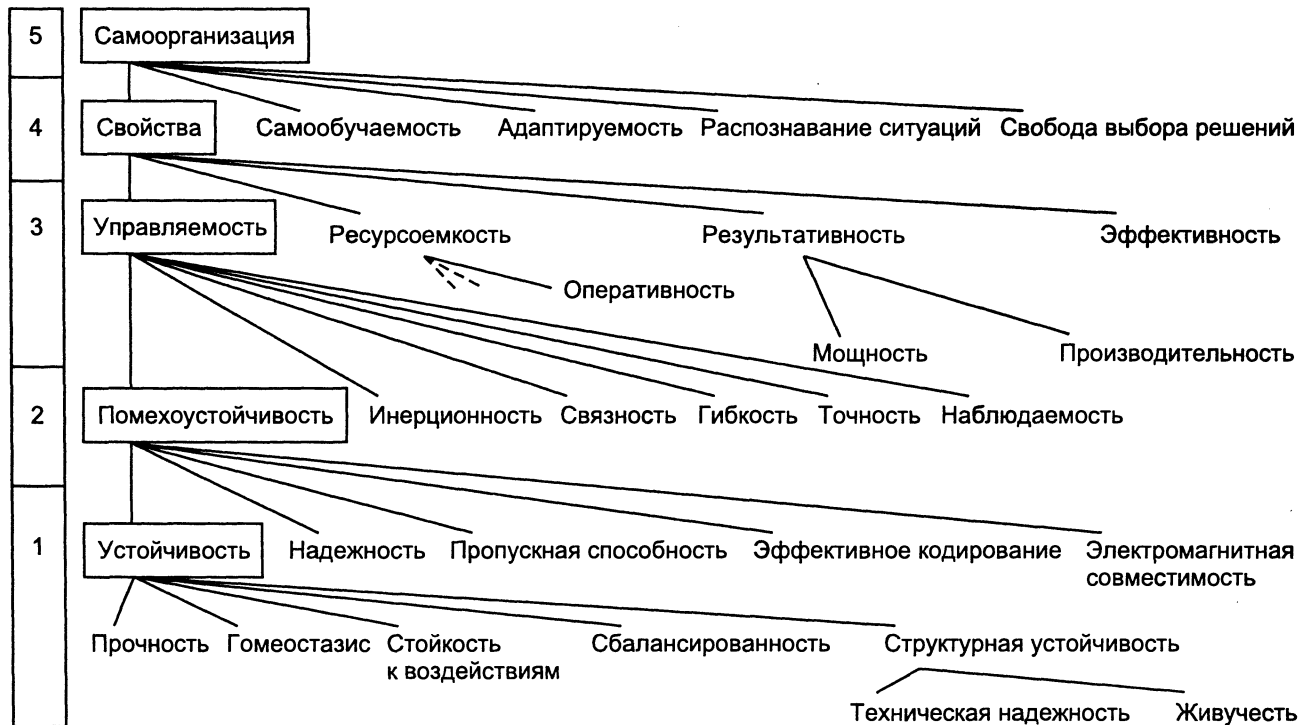 5
Самоорганизация
4
Свойства
Самообучаемость
Адаптируемость
Распознавание ситуаций
Свобода выбора решений
3
Управляемость
Ресурсоемкость
Результативность
Эффективность
Оперативность
Мощность
Производительность
2
Помехоустойчивость
Инерционность
Связность
Гибкость
Точность
Наблюдаемость
1
Устойчивость
Надежность
Пропускная способность
Эффективное кодирование
Электромагнитная
совместимость
Прочность
Гомеостазис
Стойкость
к воздействиям
Сбалансированность
Структурная устойчивость
Техническая надежность
Живучесть